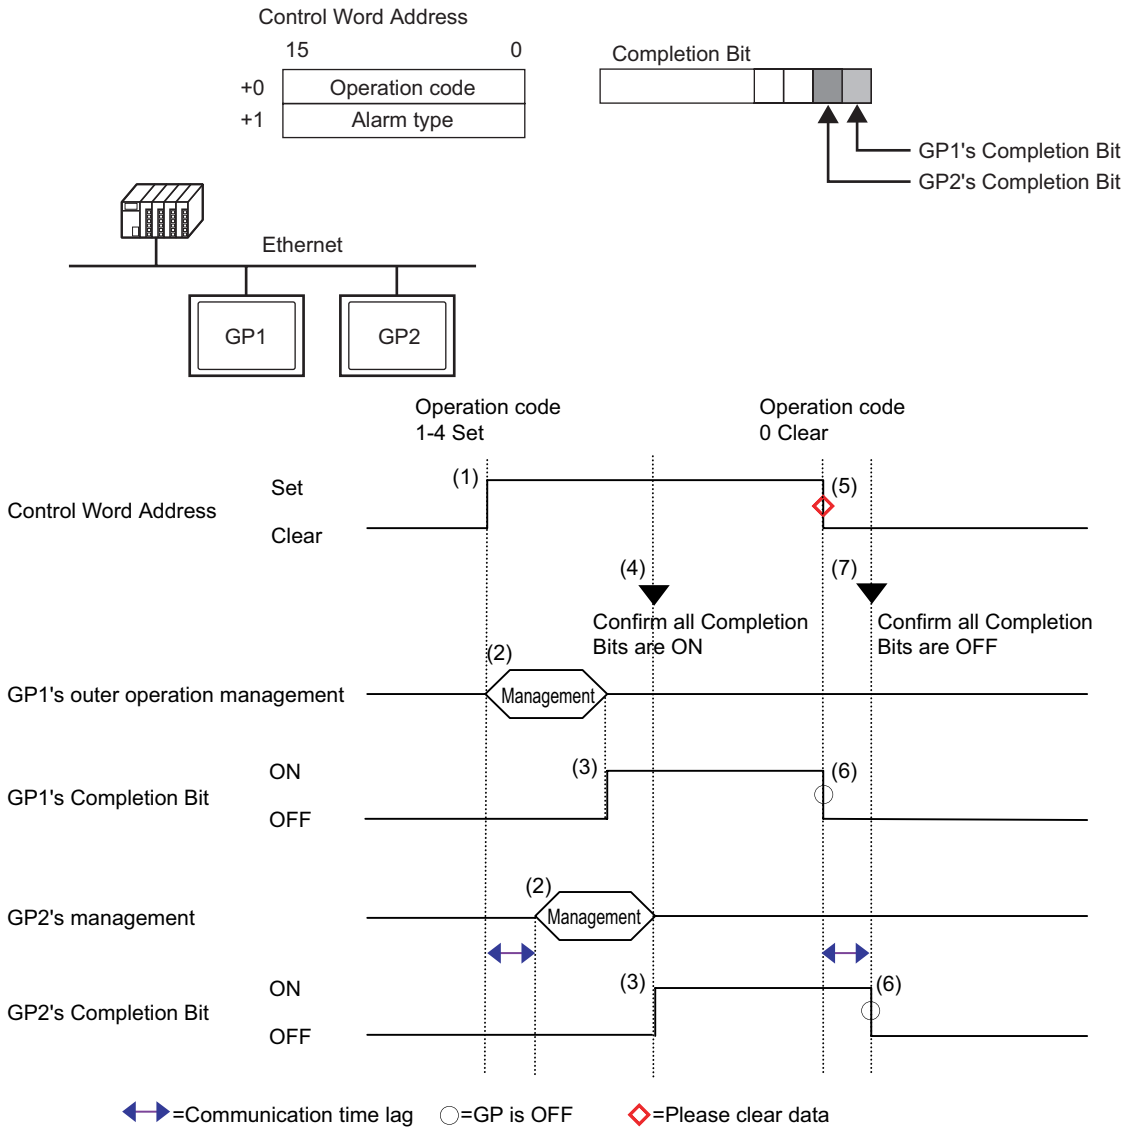 Control Word Address
15 0
+0 Operation code
+1 Alarm type
Completion Bit
GP1's Completion Bit
GP2's Completion Bit
Ethernet
GP1 GP2
Operation code
1-4 Set
Operation code
0 Clear
Control Word Address
Set
Clear
(1)
(5)
(4)
Confirm all Completion
Bits are ON
(7)
Confirm all Completion
Bits are OFF
GP1's outer operation management
(2)
Management
GP1's Completion Bit
ON
OFF
(3)
(6)
GP2's management
(2)
Management
GP2's Completion Bit
ON
OFF
(3)
(6)
=Communication time lag =GP is OFF =Please clear data